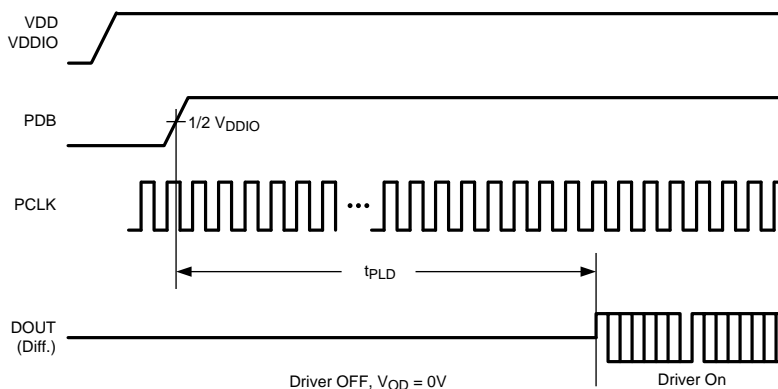 VDD
VDDIO
PDB
1/2 VDDIO
PCLK
tPLD
DOUT
(Diff.)
Driver OFF, VOD = 0V
Driver On